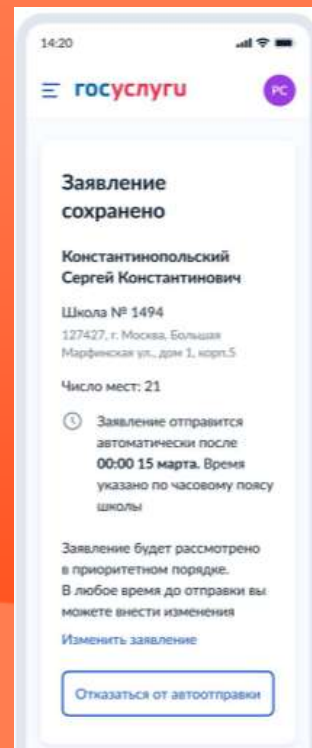 14:20
госуслуги
РС
Заявление
сохранено
Константинопольский
Сергей Константинович
Школа № 1494
127427, г. Москва, Большая
Марфинская ул., дом 1, корп.5
Число мест: 21
Заявление отправится
автоматически после
00:00 15 марта. Время
указано по часовому поясу
школы
Заявление будет рассмотрено
в приоритетном порядке.
В любое время до отправки вы
можете внести изменения
Изменить заявление
Отказаться от автоотправки